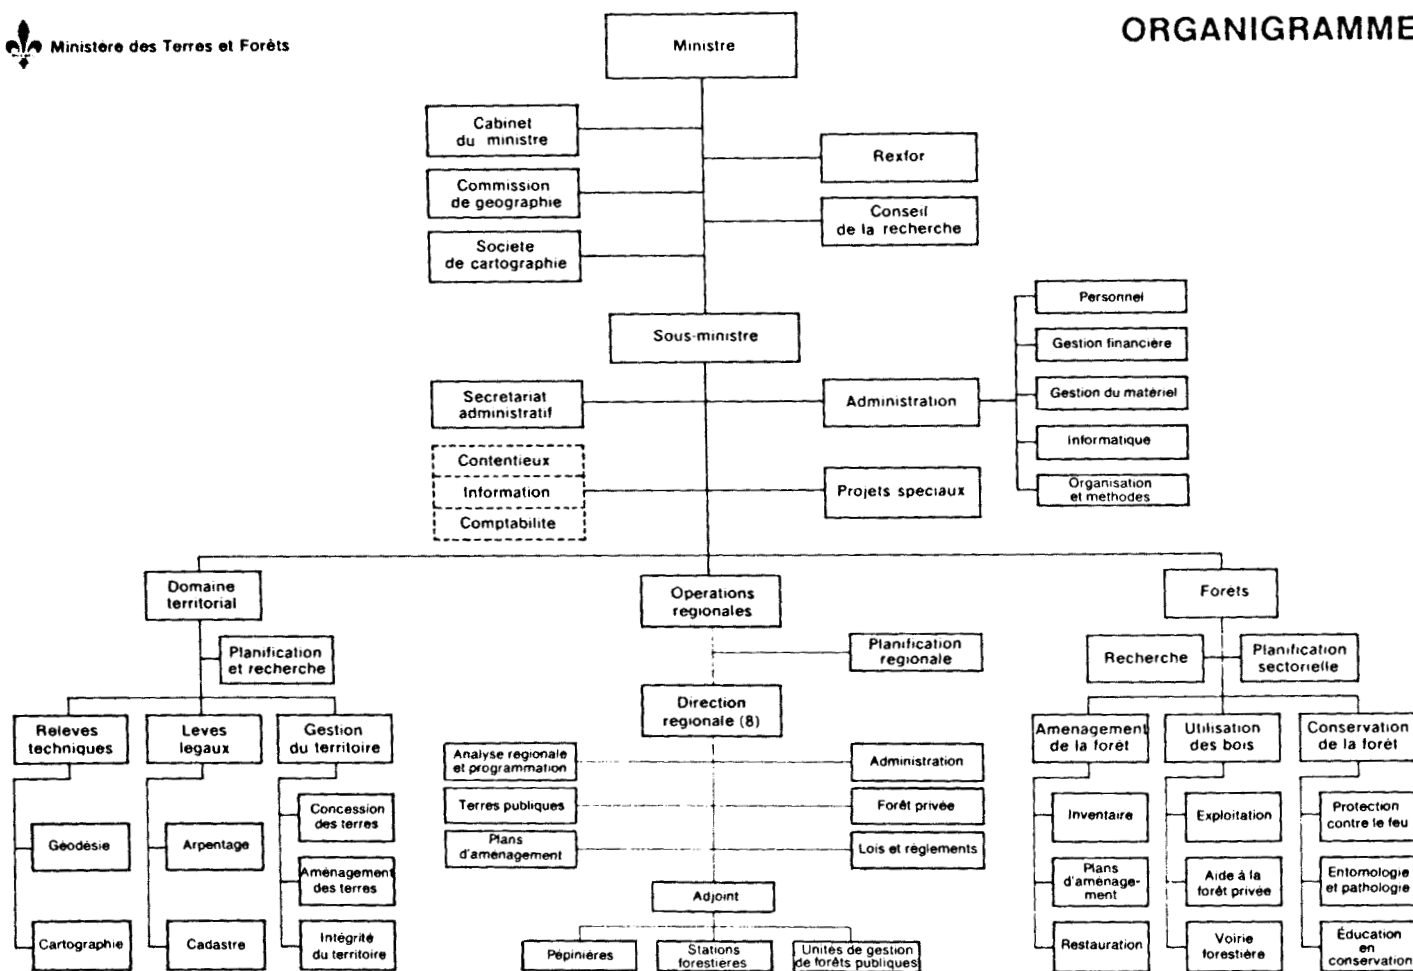 Ministère des Terres et Forêts
ORGANIGRAMME
Ministre
Cabinet
du ministre
Rexfor
Commission
de geographie
Conseil
de la recherche
Societe
de cartographie
Sous-ministre
Personnel
Gestion financière
Gestion du matériel
Informatique
Organisation
et methodes
Secretariat
administratif
Administration
Contentieux
Information
Comptabilite
Projets speciaux
Domaine
territorial
Operations
regionales
Forèts
Planification
et recherche
Planification
regionale
Recherche
Planification
sectorielle
Releves
techniques
Leves
legaux
Gestion
du territoire
Direction
regionale (8)
Amenagement
de la forêt
Utilisation
des bois
Conservation
de la forêt
Analyse règionale
et programmation
Administration
Terres publiques
Forêt privée
Plans
d'aménagement
Lois et règlements
Géodésie
Cartographie
Arpentage
Cadastre
Concession
des terres
Aménagement
des terres
Intégrité
du territoire
Adjoint
Pépinières
Stations
forestieres
Unités de gestion
de forêts publiques
Inventaire
Plans
d'aménage-
ment
Restauration
Exploitation
Aide à la
forêt privée
Voirie
forestière
Protection
contre le feu
Entomologie
et pathologie
Éducation
en
conservation